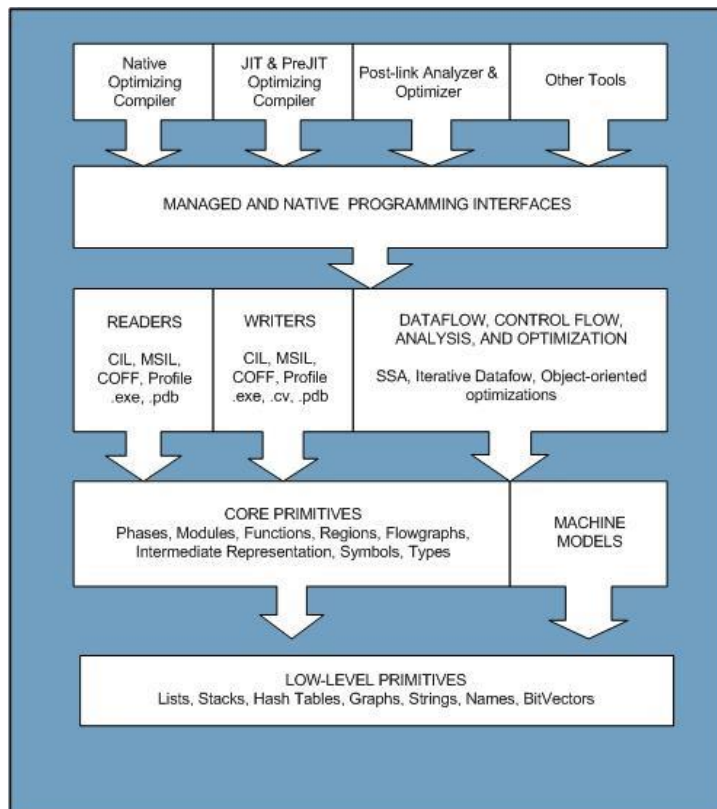 Native
Optimizing
Compiler
JIT & PreJIT
Optimizing
Compiler
Post-link Analyzer &
Optimizer
Other Tools
MANAGED AND NATIVE PROGRAMMING INTERFACES
READERS
CIL, MSIL,
COFF, Profile
.exe, .pdb
WRITERS
CIL, MSIL,
COFF, Profile
.exe, .cv, .pdb
DATAFLOW, CONTROL FLOW,
ANALYSIS, AND OPTIMIZATION
SSA, Iterative Datafow, Object-oriented
optimizations
CORE PRIMITIVES
Phases, Modules, Functions, Regions, Flowgraphs,
Intermediate Representation, Symbols, Types
MACHINE
MODELS
LOW-LEVEL PRIMITIVES
Lists, Stacks, Hash Tables, Graphs, Strings, Names, BitVectors